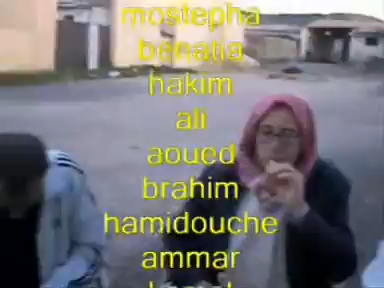 mostepha
benatia
hakim
ali
aoued
brahim
hamidouche
ammar